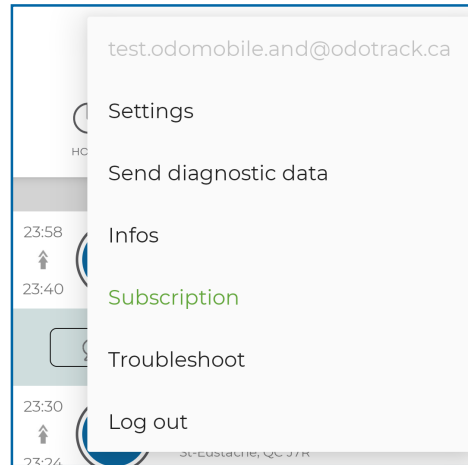 test.odomobile.and@odotrack.ca
Settings
HO
Send diagnostic data
23:58
Infos
23:40
Subscription
Troubleshoot
23:30
Log out
St-Eustache, QC J7R
23:24